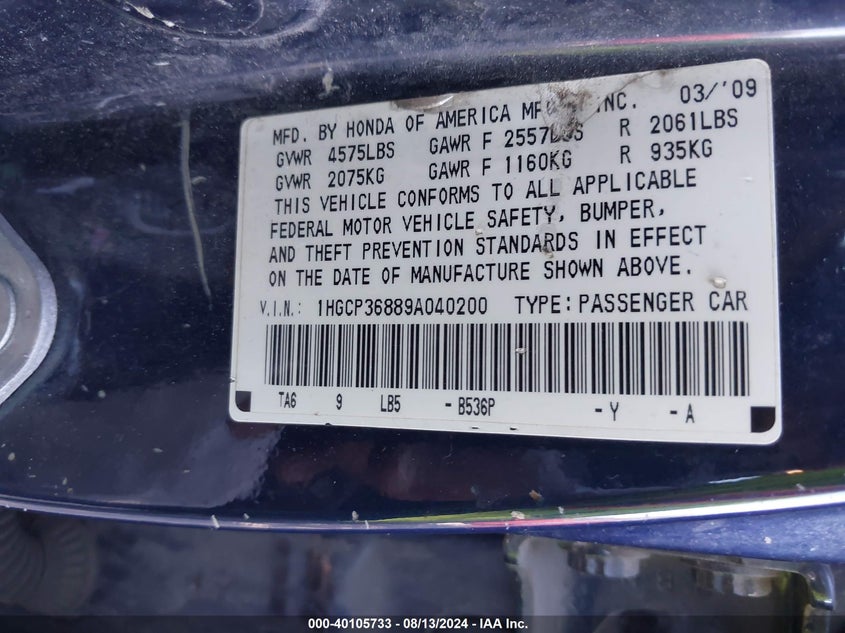 MFD. BY HONDA OF AMERICA MFG., INC. 03/'09
GVWR 4575LBS GAWR F 2557LBS R 2061LBS
GVWR 2075KG GAWR F 1160KG R 935KG
THIS VEHICLE CONFORMS TO ALL APPLICABLE
FEDERAL MOTOR VEHICLE SAFETY, BUMPER,
AND THEFT PREVENTION STANDARDS IN EFFECT
ON THE DATE OF MANUFACTURE SHOWN ABOVE.
V.I.N.: 1HGCP36889A040200 TYPE: PASSENGER CAR
TA6 9 LB5 -B536P -Y -A
000-40105733 - 08/13/2024 - IAA Inc.